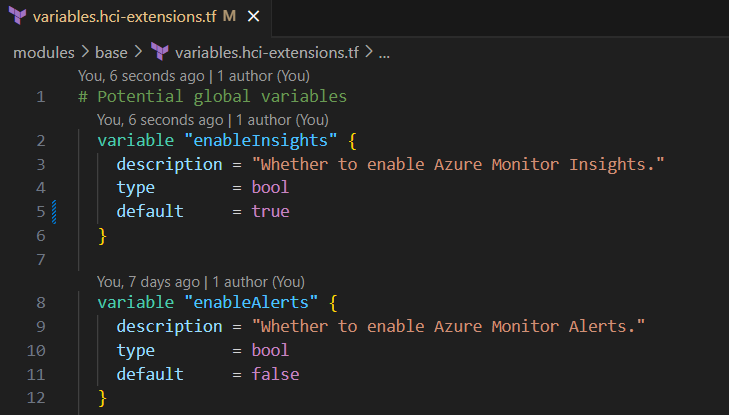 variables.hci-extensions.tf M ×
modules > base > variables.hci-extensions.tf > ...
You, 6 seconds ago | 1 author (You)
1 # Potential global variables
You, 6 seconds ago | 1 author (You)
2 variable "enableInsights" {
3 description = "Whether to enable Azure Monitor Insights."
4 type = bool
5 default = true
6 }
7
You, 7 days ago | 1 author (You)
8 variable "enableAlerts" {
9 description = "Whether to enable Azure Monitor Alerts."
10 type = bool
11 default = false
12 }